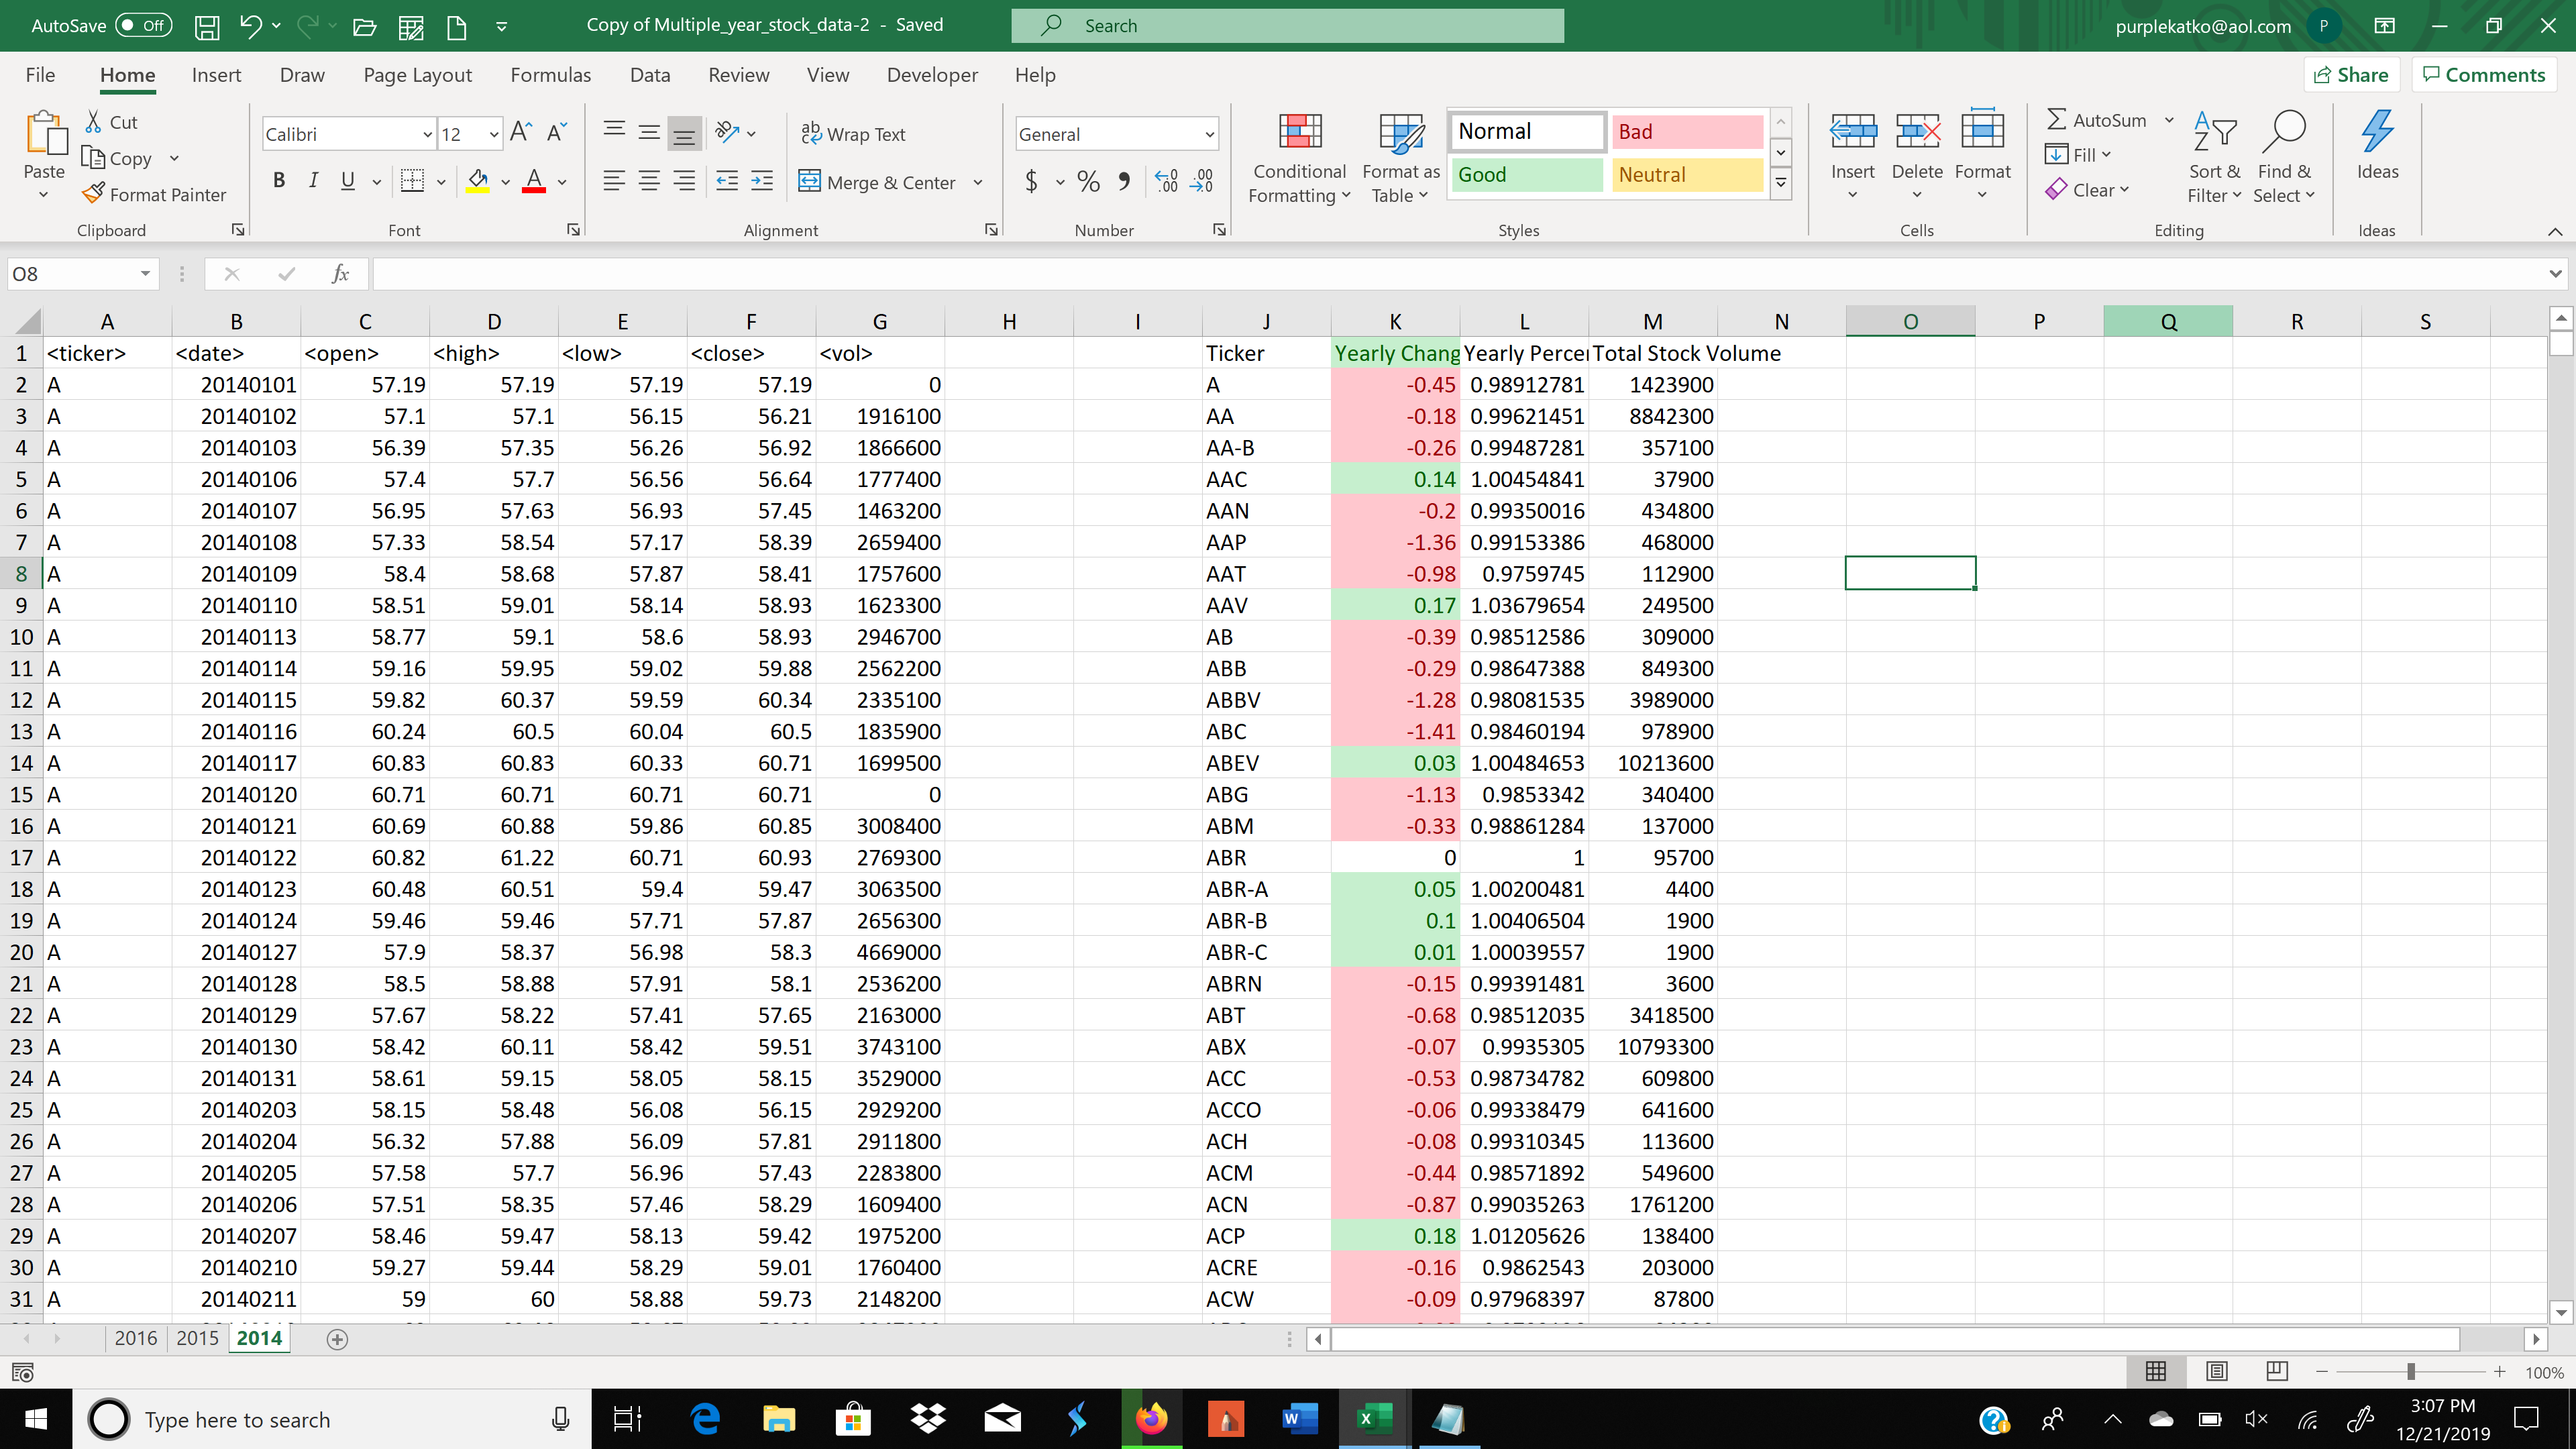 AutoSave Off Copy of Multiple_year_stock_data-2 - Saved Search purplekatko@aol.com P
File Home Insert Draw Page Layout Formulas Data Review View Developer Help Share Comments
Paste Cut Copy Format Painter Clipboard
Calibri 12 A A B I U A Font
ab Wrap Text Merge & Center Alignment
General $ % , .00 .00 Number
Conditional Formatting Format as Table Normal Bad Good Neutral Styles
Insert Delete Format Cells
AutoSum Fill Clear Sort & Filter Find & Select Editing
Ideas Ideas
O8 fx
A B C D E F G H I J K L M N O P Q R S
1 <ticker> <date> <open> <high> <low> <close> <vol> Ticker Yearly Chang Yearly Percer Total Stock Volume
2 A 20140101 57.19 57.19 57.19 57.19 0 A -0.45 0.98912781 1423900
3 A 20140102 57.1 57.1 56.15 56.21 1916100 AA -0.18 0.99621451 8842300
4 A 20140103 56.39 57.35 56.26 56.92 1866600 AA-B -0.26 0.99487281 357100
5 A 20140106 57.4 57.7 56.56 56.64 1777400 AAC 0.14 1.00454841 37900
6 A 20140107 56.95 57.63 56.93 57.45 1463200 AAN -0.2 0.99350016 434800
7 A 20140108 57.33 58.54 57.17 58.39 2659400 AAP -1.36 0.99153386 468000
8 A 20140109 58.4 58.68 57.87 58.41 1757600 AAT -0.98 0.9759745 112900
9 A 20140110 58.51 59.01 58.14 58.93 1623300 AAV 0.17 1.03679654 249500
10 A 20140113 58.77 59.1 58.6 58.93 2946700 AB -0.39 0.98512586 309000
11 A 20140114 59.16 59.95 59.02 59.88 2562200 ABB -0.29 0.98647388 849300
12 A 20140115 59.82 60.37 59.59 60.34 2335100 ABBV -1.28 0.98081535 3989000
13 A 20140116 60.24 60.5 60.04 60.5 1835900 ABC -1.41 0.98460194 978900
14 A 20140117 60.83 60.83 60.33 60.71 1699500 ABEV 0.03 1.00484653 10213600
15 A 20140120 60.71 60.71 60.71 60.71 0 ABG -1.13 0.9853342 340400
16 A 20140121 60.69 60.88 59.86 60.85 3008400 ABM -0.33 0.98861284 137000
17 A 20140122 60.82 61.22 60.71 60.93 2769300 ABR 0 1 95700
18 A 20140123 60.48 60.51 59.4 59.47 3063500 ABR-A 0.05 1.00200481 4400
19 A 20140124 59.46 59.46 57.71 57.87 2656300 ABR-B 0.1 1.00406504 1900
20 A 20140127 57.9 58.37 56.98 58.3 4669000 ABR-C 0.01 1.00039557 1900
21 A 20140128 58.5 58.88 57.91 58.1 2536200 ABRN -0.15 0.99391481 3600
22 A 20140129 57.67 58.22 57.41 57.65 2163000 ABT -0.68 0.98512035 3418500
23 A 20140130 58.42 60.11 58.42 59.51 3743100 ABX -0.07 0.9935305 10793300
24 A 20140131 58.61 59.15 58.05 58.15 3529000 ACC -0.53 0.98734782 609800
25 A 20140203 58.15 58.48 56.08 56.15 2929200 ACCO -0.06 0.99338479 641600
26 A 20140204 56.32 57.88 56.09 57.81 2911800 ACH -0.08 0.99310345 113600
27 A 20140205 57.58 57.7 56.96 57.43 2283800 ACM -0.44 0.98571892 549600
28 A 20140206 57.51 58.35 57.46 58.29 1609400 ACN -0.87 0.99035263 1761200
29 A 20140207 58.46 59.47 58.13 59.42 1975200 ACP 0.18 1.01205626 138400
30 A 20140210 59.27 59.44 58.29 59.01 1760400 ACRE -0.16 0.9862543 203000
31 A 20140211 59 60 58.88 59.73 2148200 ACW -0.09 0.97968397 87800
2016 2015 2014
100%
Type here to search 3:07 PM
12/21/2019